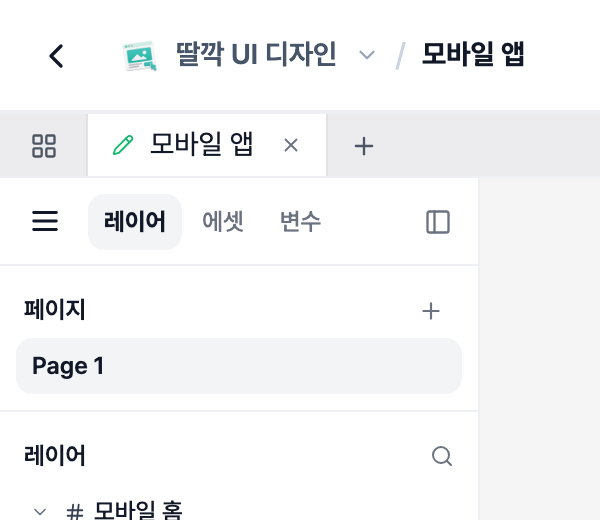 딸깍 UI 디자인 / 모바일 앱
모바일 앱
레이어 에셋 변수
페이지
Page 1
레이어
# 모바일 홈